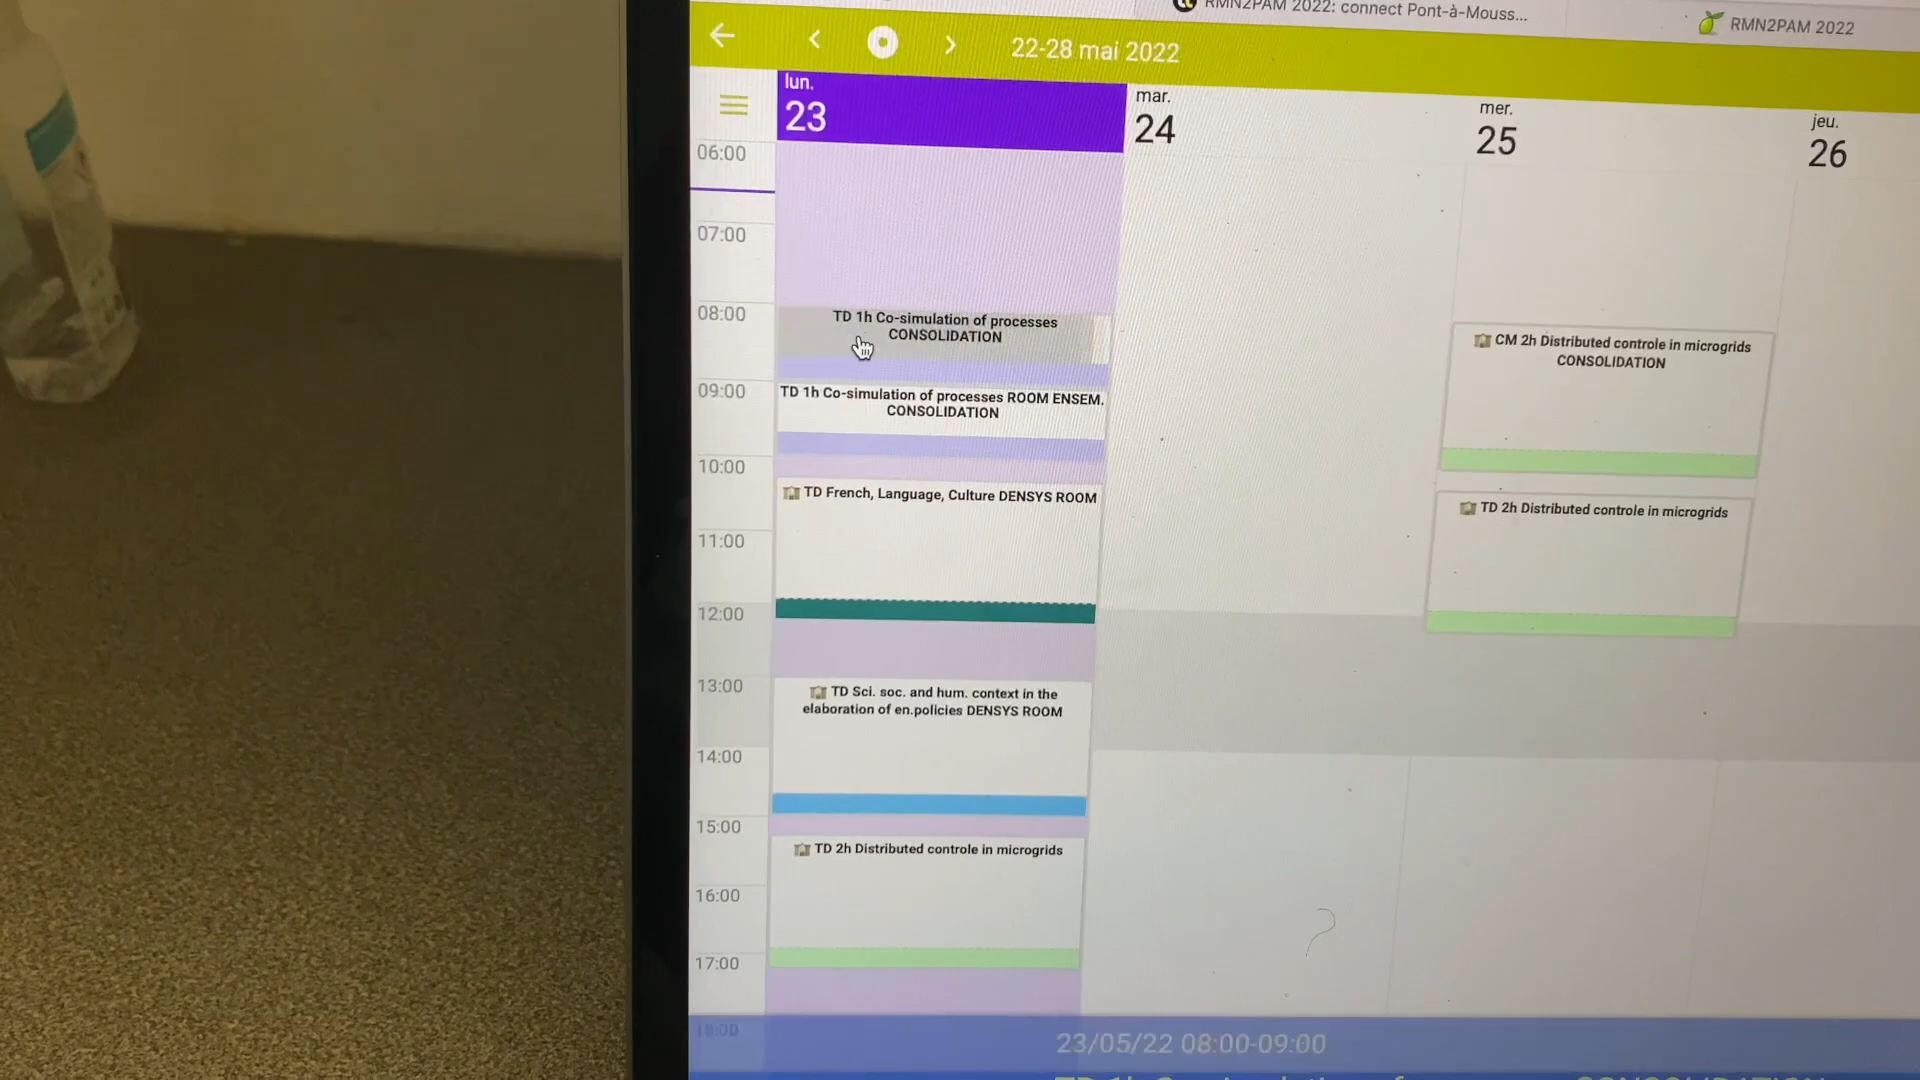 RMN2PAM 2022: connect Pont-à-Mouss...
RMN2PAM 2022
22-28 mai 2022
lun.
23
mar.
24
mer.
25
jeu.
26
06:00
07:00
08:00
TD 1h Co-simulation of processes
CONSOLIDATION
CM 2h Distributed controle in microgrids
CONSOLIDATION
09:00
TD 1h Co-simulation of processes ROOM ENSEM.
CONSOLIDATION
10:00
TD French, Language, Culture DENSYS ROOM
TD 2h Distributed controle in microgrids
11:00
12:00
13:00
TD Sci. soc. and hum. context in the
elaboration of en.policies DENSYS ROOM
14:00
15:00
TD 2h Distributed controle in microgrids
16:00
17:00
18:00
23/05/22 08:00-09:00